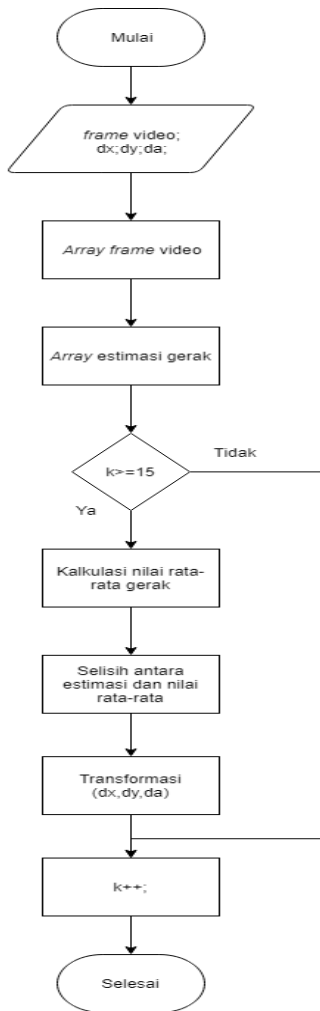 Mulai
frame video;
dx;dy;da;
Array frame video
Array estimasi gerak
Tidak
k>=15
Ya
Kalkulasi nilai rata-
rata gerak
Selisih antara
estimasi dan nilai
rata-rata
Transformasi
(dx,dy,da)
k++;
Selesai